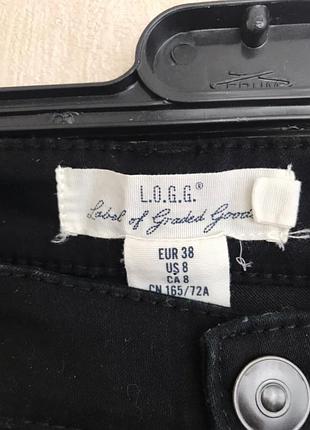 L.O.G.G.®
Label of Graded Goods
EUR 38
US 8
CA 8
CN 165/72A